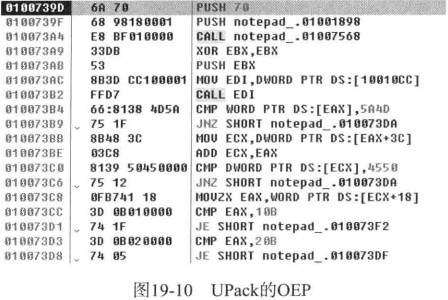 0100739D 6A 70 PUSH 70
0100739F 68 98180001 PUSH notepad_.01001898
010073A4 E8 BF010000 CALL notepad_.01007568
010073A9 33DB XOR EBX,EBX
010073AB 53 PUSH EBX
010073AC 8B3D CC100001 MOV EDI,DWORD PTR DS:[10010CC]
010073B2 FFD7 CALL EDI
010073B4 66:8138 4D5A CMP WORD PTR DS:[EAX],5A4D
010073B9 75 1F JNZ SHORT notepad_.010073DA
010073BB 8B48 3C MOV ECX,DWORD PTR DS:[EAX+3C]
010073BE 03C8 ADD ECX,EAX
010073C0 8139 50450000 CMP DWORD PTR DS:[ECX],4550
010073C6 75 12 JNZ SHORT notepad_.010073DA
010073C8 0FB741 18 MOVZX EAX,WORD PTR DS:[ECX+18]
010073CC 3D 0B010000 CMP EAX,10B
010073D1 74 1F JE SHORT notepad_.010073F2
010073D3 3D 0B020000 CMP EAX,20B
010073D8 74 05 JE SHORT notepad_.010073DF
图19-10 UPack的OEP